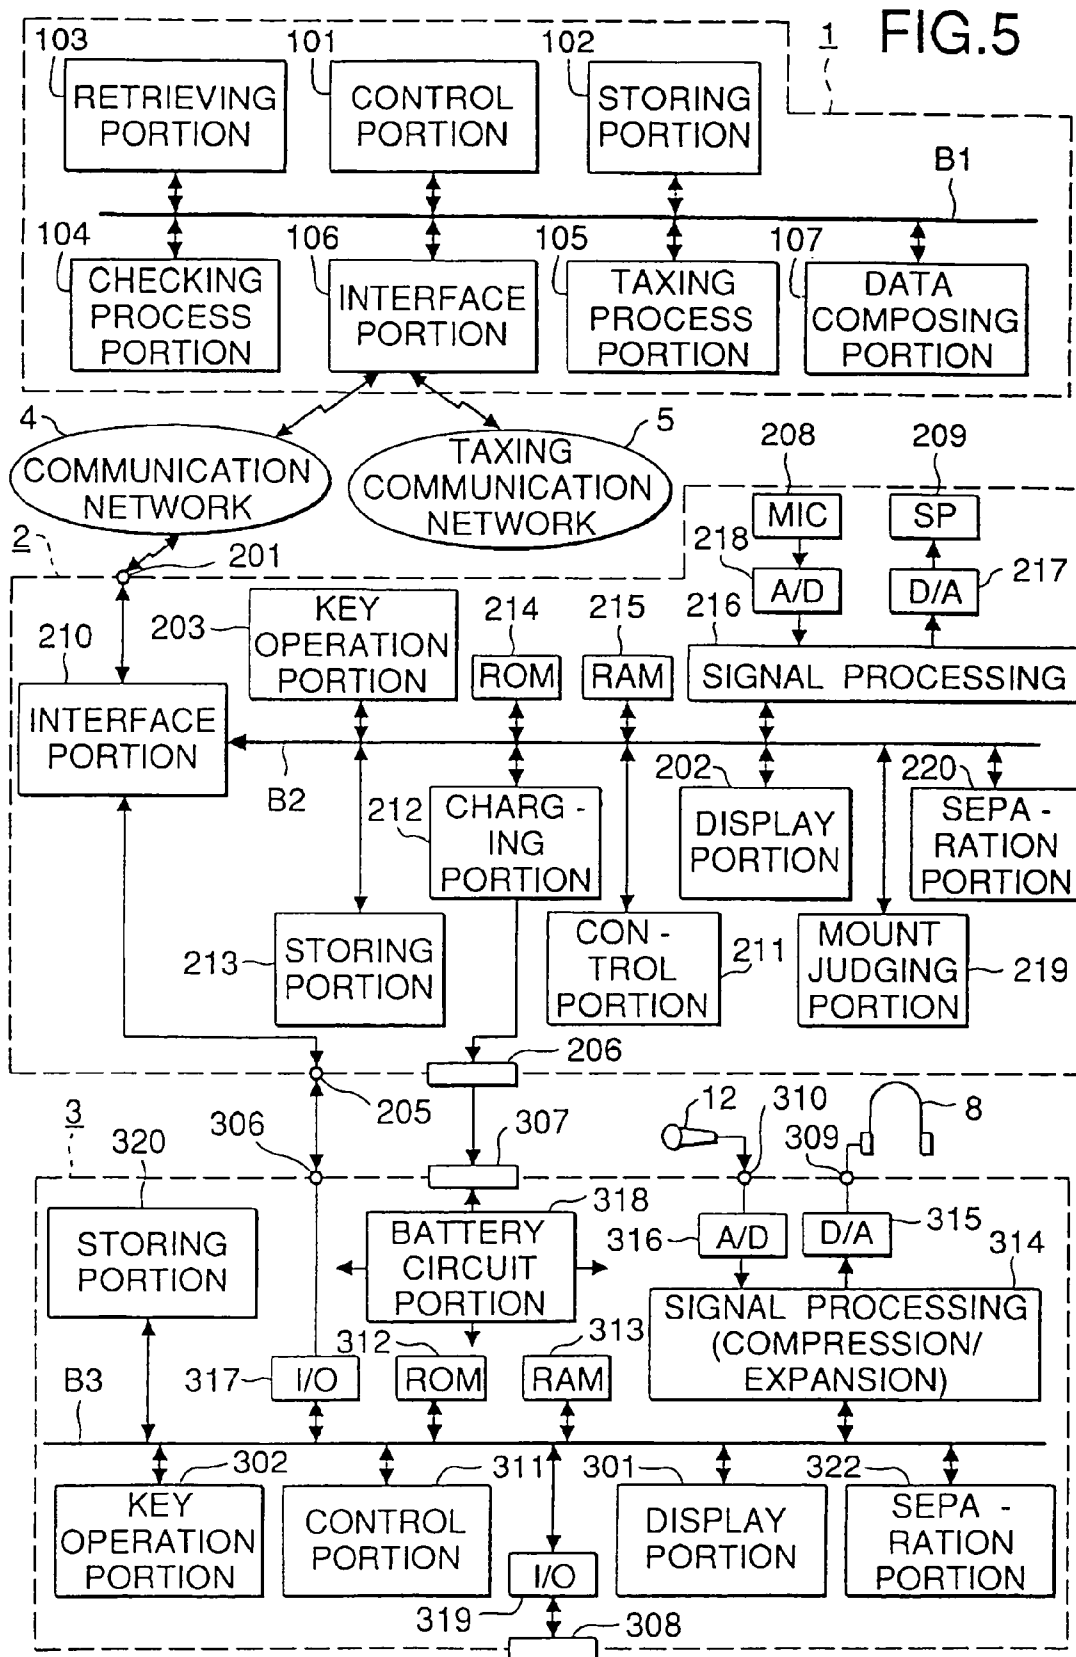 FIG.5
1
103
101
102
RETRIEVING
PORTION
CONTROL
PORTION
STORING
PORTION
B1
104
106
105
107
CHECKING
PROCESS
PORTION
INTERFACE
PORTION
TAXING
PROCESS
PORTION
DATA
COMPOSING
PORTION
4
COMMUNICATION
NETWORK
5
TAXING
COMMUNICATION
NETWORK
208
209
MIC
SP
2
201
218
A/D
D/A
217
210
203
KEY
OPERATION
PORTION
214
ROM
215
RAM
216
SIGNAL PROCESSING
INTERFACE
PORTION
B2
212
CHARG -
ING
PORTION
202
DISPLAY
PORTION
220
SEPA -
RATION
PORTION
213
STORING
PORTION
CON -
TROL
PORTION
211
MOUNT
JUDGING
PORTION
219
206
205
3
320
306
307
12
310
309
8
STORING
PORTION
318
BATTERY
CIRCUIT
PORTION
316
A/D
D/A
315
314
SIGNAL PROCESSING
(COMPRESSION/
EXPANSION)
312
313
B3
317
I/O
ROM
RAM
302
311
301
322
KEY
OPERATION
PORTION
CONTROL
PORTION
DISPLAY
PORTION
SEPA -
RATION
PORTION
I/O
319
308